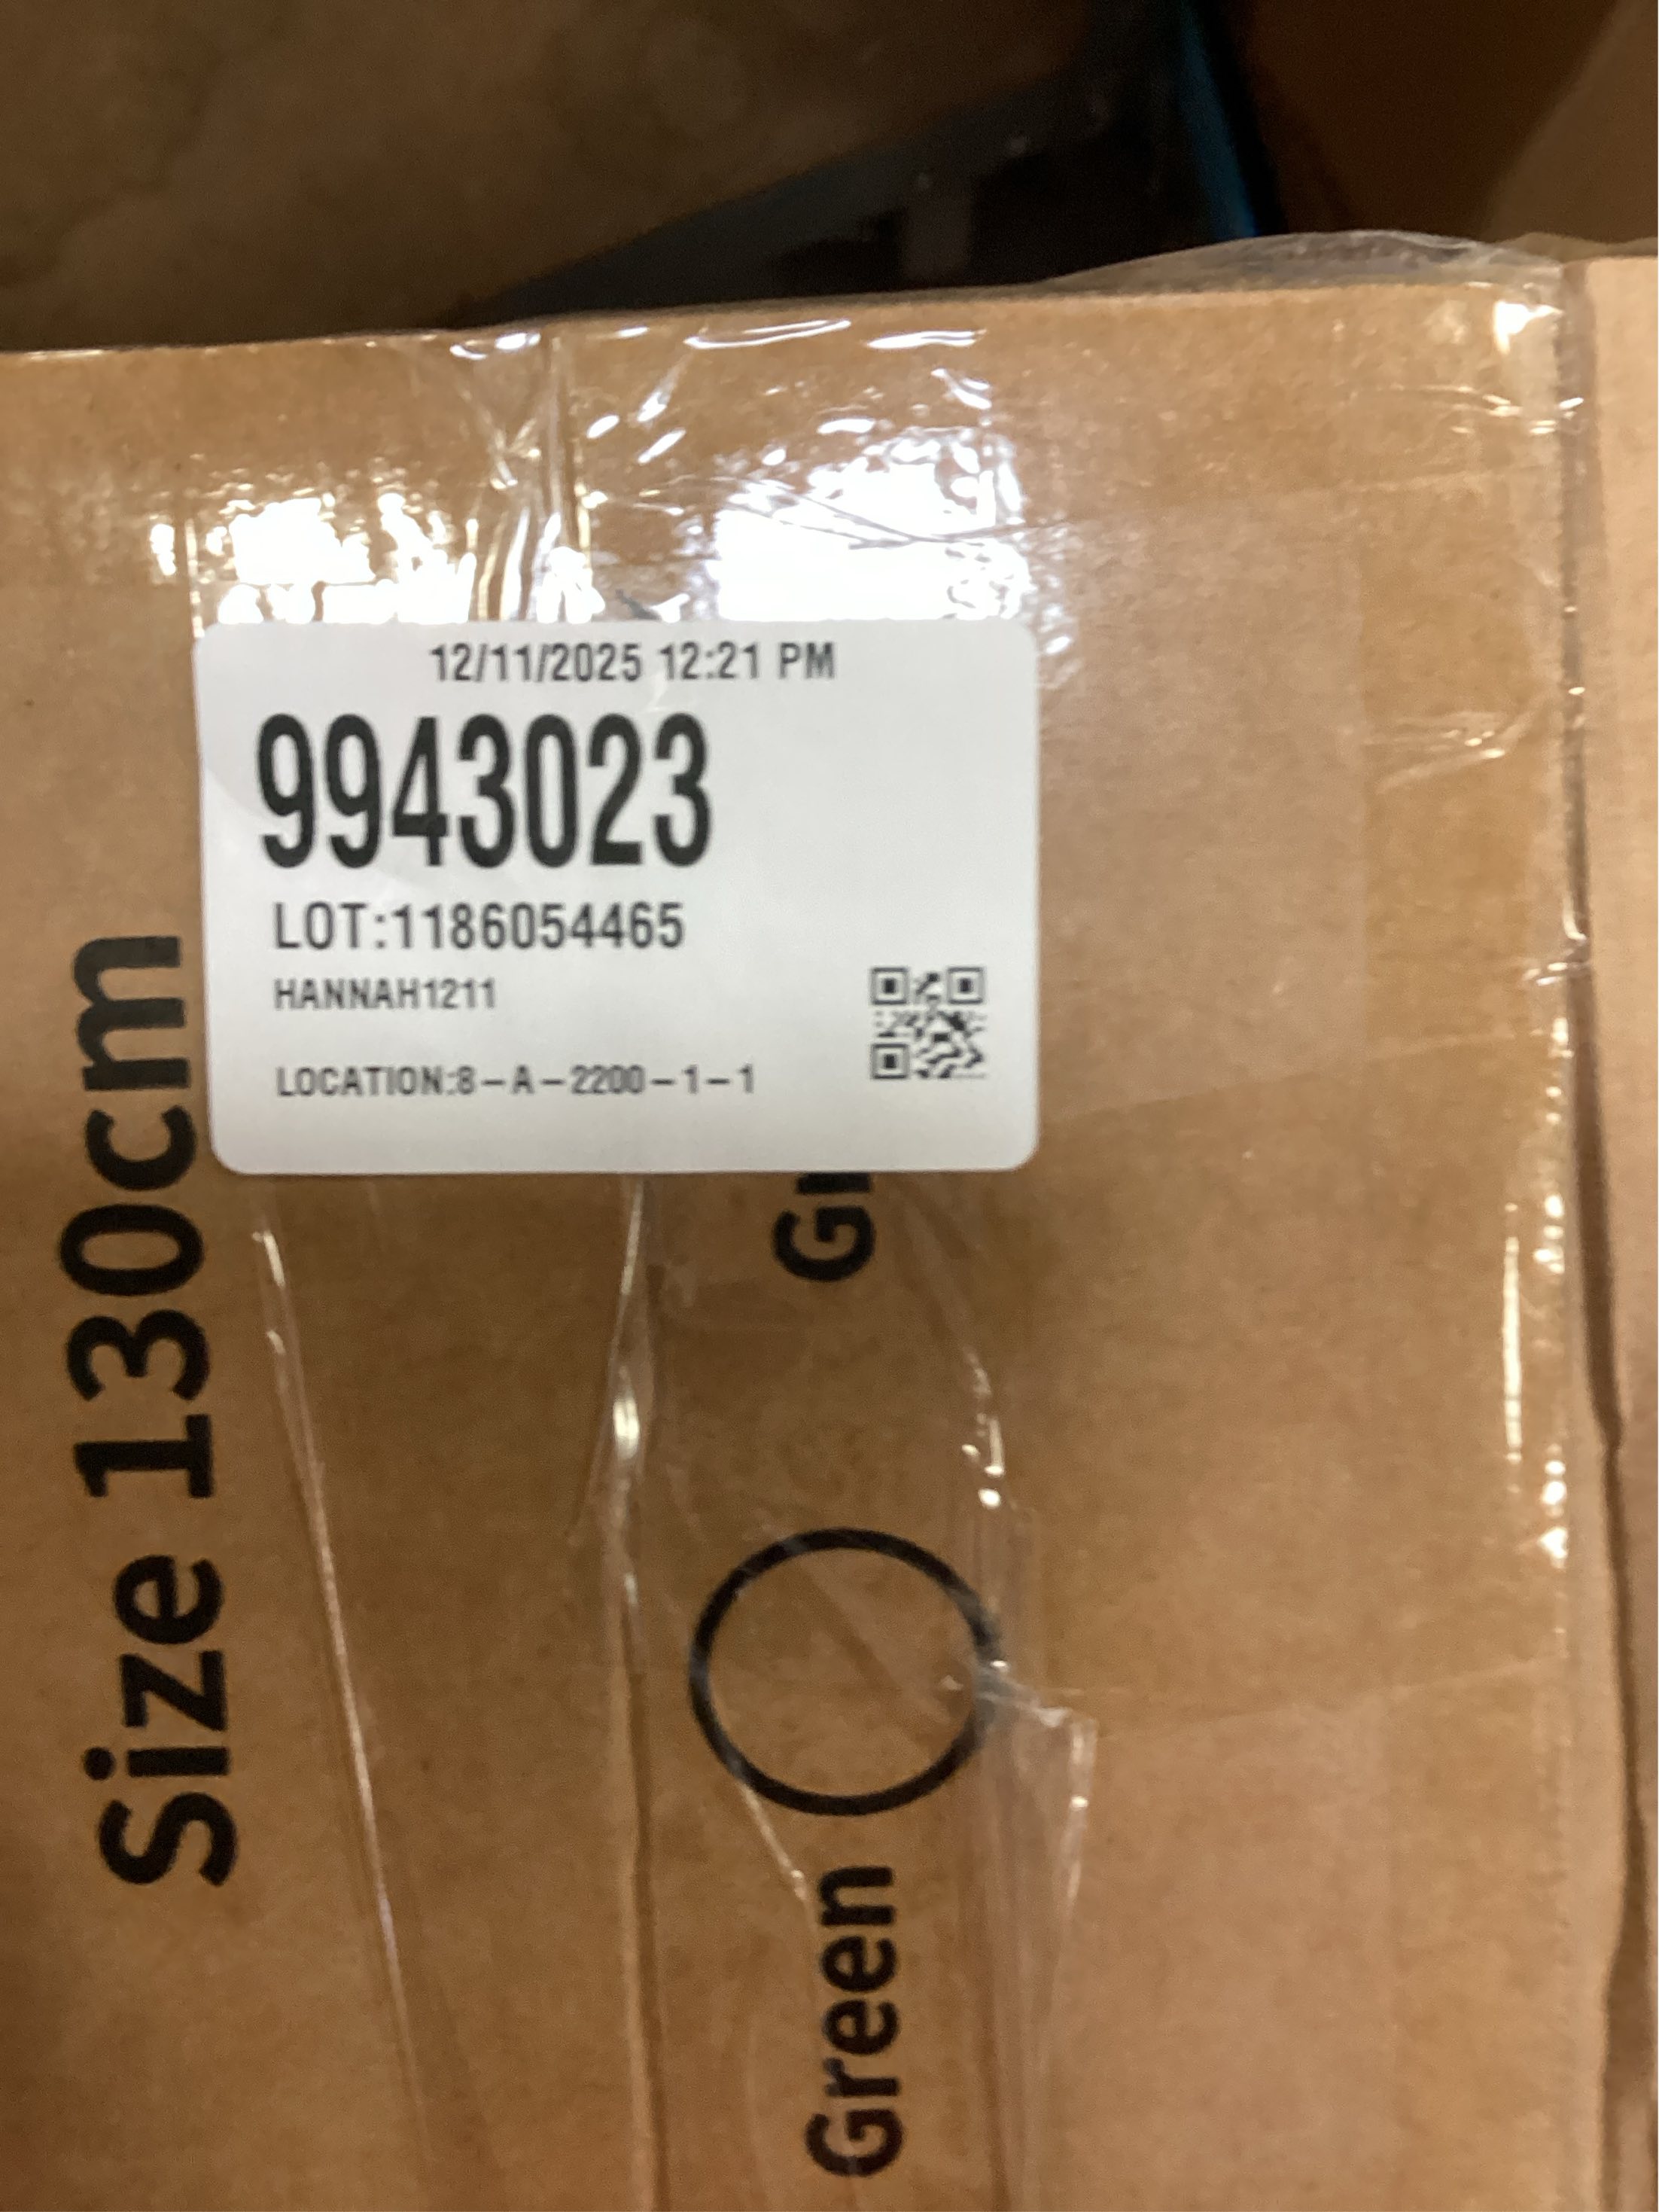 12/11/2025 12:21 PM
9943023
LOT:1186054465
HANNAH1211
LOCATION:8-A-2200-1-1
Size 130cm
Green